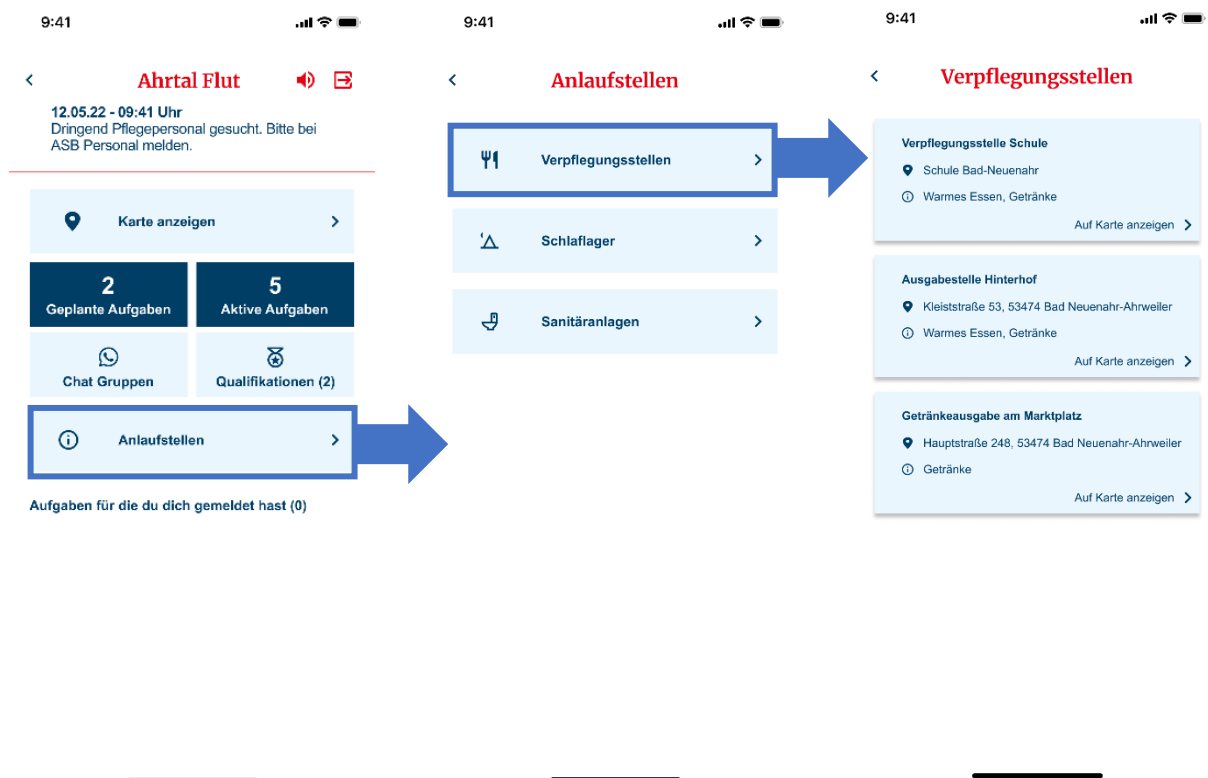 9:41
Ahrtal Flut
12.05.22 - 09:41 Uhr
Dringend Pflegepersonal gesucht. Bitte bei
ASB Personal melden.
Karte anzeigen
2
Geplante Aufgaben
5
Aktive Aufgaben
Chat Gruppen
Qualifikationen (2)
Anlaufstellen
Aufgaben für die du dich gemeldet hast (0)
9:41
Anlaufstellen
Verpflegungsstellen
Schlaflager
Sanitäranlagen
9:41
Verpflegungsstellen
Verpflegungsstelle Schule
Schule Bad-Neuenahr
Warmes Essen, Getränke
Auf Karte anzeigen
Ausgabestelle Hinterhof
Kleiststraße 53, 53474 Bad Neuenahr-Ahrweiler
Warmes Essen, Getränke
Auf Karte anzeigen
Getränkeausgabe am Marktplatz
Hauptstraße 248, 53474 Bad Neuenahr-Ahrweiler
Getränke
Auf Karte anzeigen